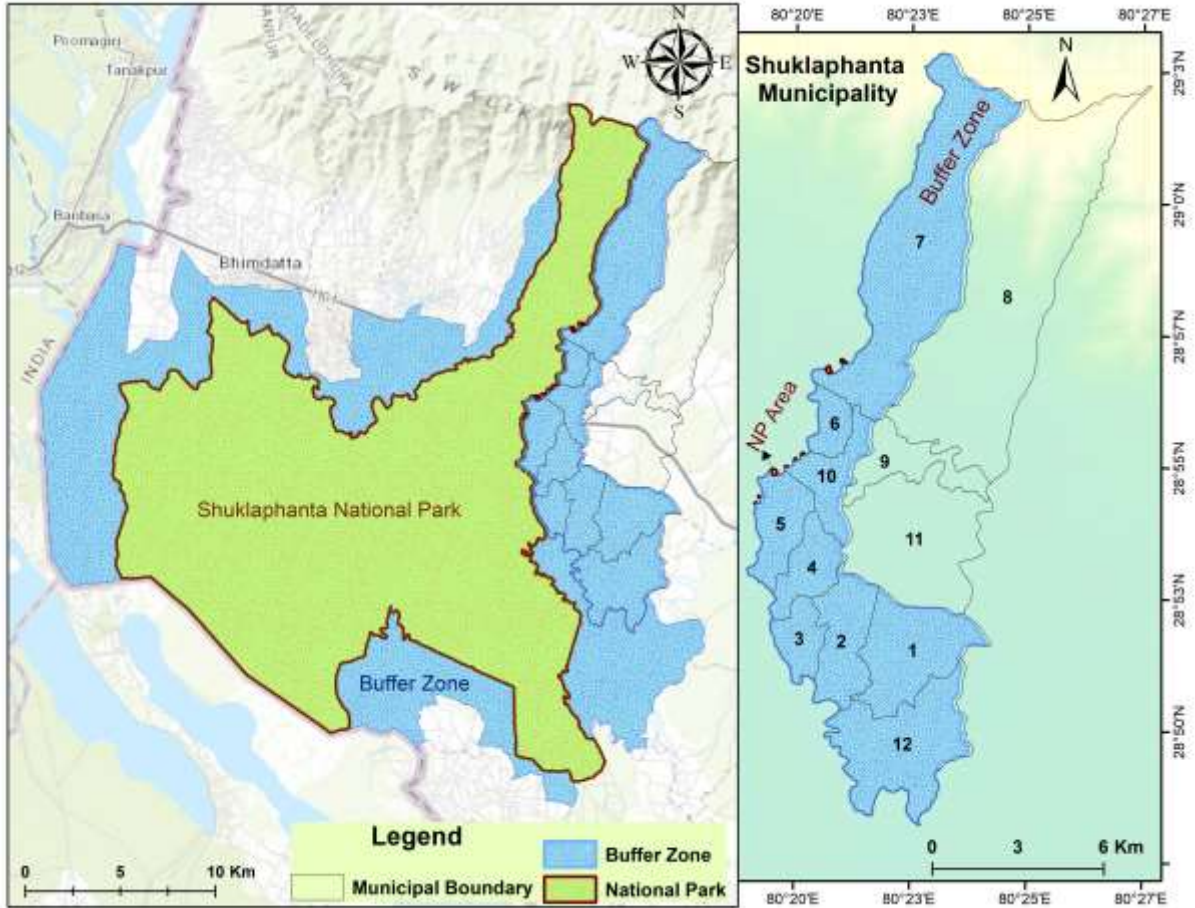 Tanakpur
SIWALIK
N
W
E
S
Banbasa
Bhimdatta
INDIA
Shuklaphanta National Park
Buffer Zone
Legend
Buffer Zone
Municipal Boundary
National Park
0 5 10 Km
80°20'E 80°23'E 80°25'E 80°27'E
Shuklaphanta
Municipality
N
Buffer Zone
7
8
NP Area
6
9
10
5
11
4
3
2
1
12
0 3 6 Km
29°3'N
29°0'N
28°57'N
28°55'N
28°53'N
28°50'N
80°20'E 80°23'E 80°25'E 80°27'E